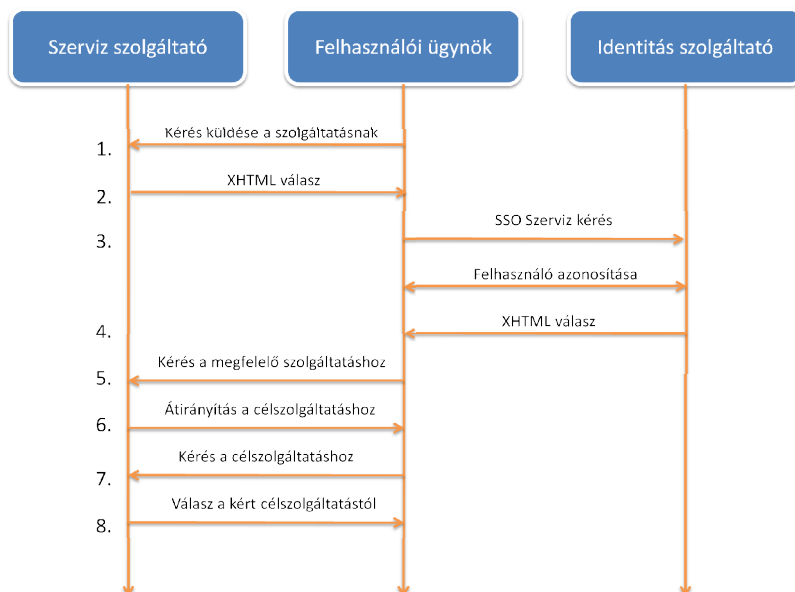 Szerviz szolgáltató
Felhasználói ügynök
Identitás szolgáltató
Kérés küldése a szolgáltatásnak
1.
XHTML válasz
2.
SSO Szerviz kérés
3.
Felhasználó azonosítása
XHTML válasz
4.
Kérés a megfelelő szolgáltatáshoz
5.
Átirányítás a célszolgáltatáshoz
6.
Kérés a célszolgáltatáshoz
7.
Válasz a kért célszolgáltatástól
8.